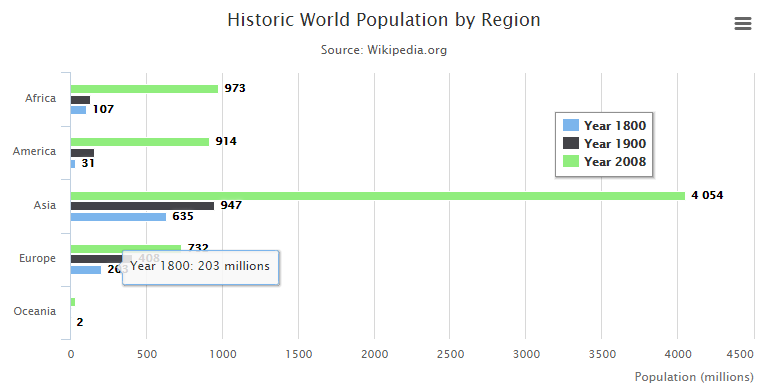 Historic World Population by Region
Source: Wikipedia.org
Africa
973
107
America
914
31
Asia
4 054
947
635
Europe
732
408
203
Year 1800: 203 millions
Oceania
2
Year 1800
Year 1900
Year 2008
0 500 1000 1500 2000 2500 3000 3500 4000 4500
Population (millions)